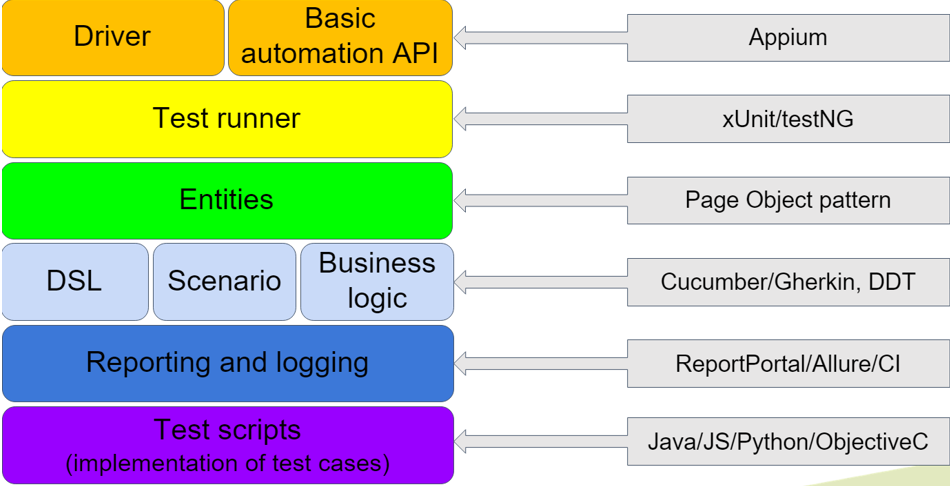 Driver
Basic
automation API
Appium
Test runner
xUnit/testNG
Entities
Page Object pattern
DSL
Scenario
Business
logic
Cucumber/Gherkin, DDT
Reporting and logging
ReportPortal/Allure/CI
Test scripts
(implementation of test cases)
Java/JS/Python/ObjectiveC